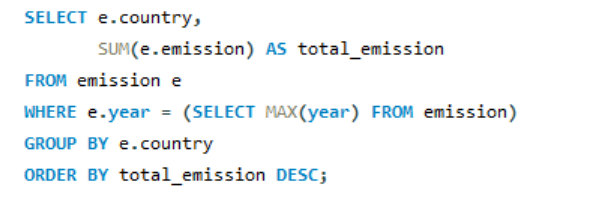 SELECT e.country,
SUM(e.emission) AS total_emission
FROM emission e
WHERE e.year = (SELECT MAX(year) FROM emission)
GROUP BY e.country
ORDER BY total_emission DESC;